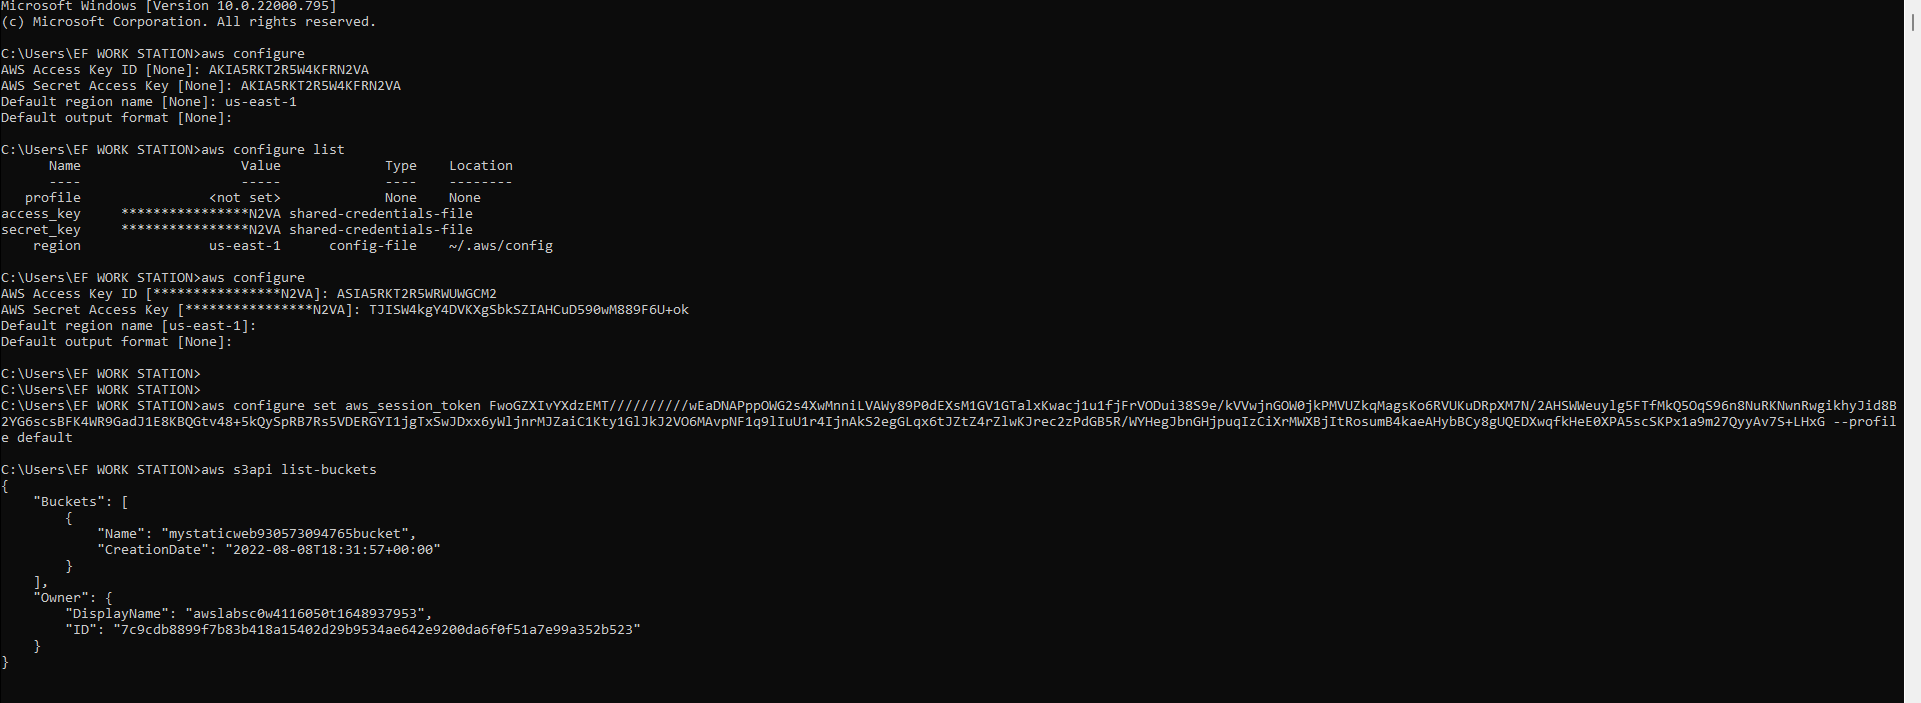 Microsoft Windows [Version 10.0.22000.795]
(c) Microsoft Corporation. All rights reserved.
C:\Users\EF WORK STATION>aws configure
AWS Access Key ID [None]: AKIA5RKT2R5W4KFRN2VA
AWS Secret Access Key [None]: AKIA5RKT2R5W4KFRN2VA
Default region name [None]: us-east-1
Default output format [None]:
C:\Users\EF WORK STATION>aws configure list
Name Value Type Location
---- ----- ---- --------
profile <not set> None None
access_key ****************N2VA shared-credentials-file
secret_key ****************N2VA shared-credentials-file
region us-east-1 config-file ~/.aws/config
C:\Users\EF WORK STATION>aws configure
AWS Access Key ID [****************N2VA]: ASIA5RKT2R5WRWUWGCM2
AWS Secret Access Key [****************N2VA]: TJISW4kgY4DVKXgSbkSZIAHCuD590wM889F6U+ok
Default region name [us-east-1]:
Default output format [None]:
C:\Users\EF WORK STATION>
C:\Users\EF WORK STATION>
C:\Users\EF WORK STATION>aws configure set aws_session_token FwoGZXIvYXdzEMT//////////wEaDNAPppOWG2s4XwMnniLVAWy89P0dEXsM1GV1GTalxKwacj1u1fjFrVODui38S9e/kVVwjnGOW0jkPMVUZkqMagsKo6RVUKuDRpXM7N/2AHSWWeuylg5FTfMkQ5OqS96n8NuRKNwnRwgikhyJid8B
2YG6scsBFK4WR9GadJ1E8KBQGtv48+5kQySpRB7Rs5VDERGYI1jgTxSwJDxx6yWljnrMJZaiC1Kty1GlJkJ2VO6MAvpNF1q9lIuU1r4IjnAkS2egGLqx6tJZtZ4rZlwKJrec2zPdGB5R/WYHegJbnGHjpuqIzCiXrMWXBjItRosumB4kaeAHybBCy8gUQEDXwqfkHeE0XPA5scSKPx1a9m27QyyAv7S+LHxG --profil
e default
C:\Users\EF WORK STATION>aws s3api list-buckets
{
"Buckets": [
{
"Name": "mystaticweb930573094765bucket",
"CreationDate": "2022-08-08T18:31:57+00:00"
}
],
"Owner": {
"DisplayName": "awslabsc0w4116050t1648937953",
"ID": "7c9cdb8899f7b83b418a15402d29b9534ae642e9200da6f0f51a7e99a352b523"
}
}